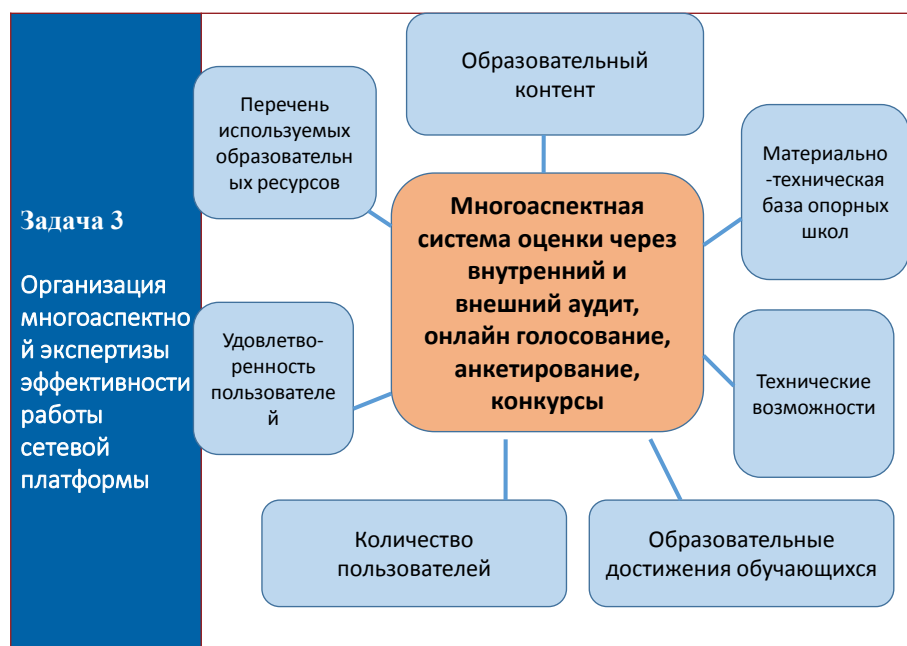 Задача 3
Организация
многоаспектно
й экспертизы
эффективности
работы
сетевой
платформы
Образовательный
контент
Перечень
используемых
образовательн
ых ресурсов
Материально
-техническая
база опорных
школ
Многоаспектная
система оценки через
внутренний и
внешний аудит,
онлайн голосование,
анкетирование,
конкурсы
Удовлетво-
ренность
пользователе
й
Технические
возможности
Количество
пользователей
Образовательные
достижения обучающихся